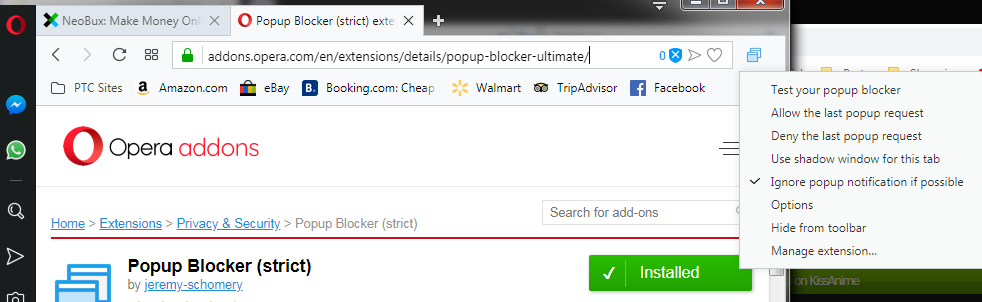 NeoBux: Make Money Onl
Popup Blocker (strict) exte
addons.opera.com/en/extensions/details/popup-blocker-ultimate/
0
PTC Sites
Amazon.com
eBay
Booking.com: Cheap
Walmart
TripAdvisor
Facebook
Test your popup blocker
Allow the last popup request
Deny the last popup request
Use shadow window for this tab
Ignore popup notification if possible
Options
Hide from toolbar
Manage extension...
Opera addons
Home > Extensions > Privacy & Security > Popup Blocker (strict)
Search for add-ons
Popup Blocker (strict)
by jeremy-schomery
Installed
on KissAnime